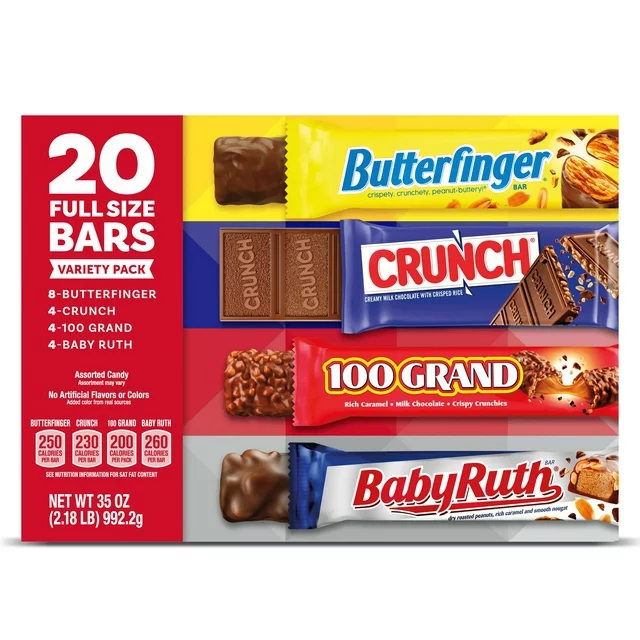 20
FULL SIZE
BARS
VARIETY PACK
8-BUTTERFINGER
4-CRUNCH
4-100 GRAND
4-BABY RUTH
Assorted Candy
Assortment may vary
No Artificial Flavors or Colors
Added color from real sources
BUTTERFINGER CRUNCH 100 GRAND BABY RUTH
250 230 200 260
CALORIES CALORIES CALORIES CALORIES
PER BAR PER BAR PER PACK PER BAR
SEE NUTRITION INFORMATION FOR SAT FAT CONTENT
NET WT 35 OZ
(2.18 LB) 992.2g
Butterfinger
BAR
crispety, crunchety, peanut-buttery!®
CRUNCH
CRUNCH
CRUNCH®
CREAMY MILK CHOCOLATE WITH CRISPED RICE
CRUNCH
100 GRAND
Rich Caramel • Milk Chocolate • Crispy Crunchies
Baby Ruth®
BAR
dry roasted peanuts, rich caramel and smooth nougat